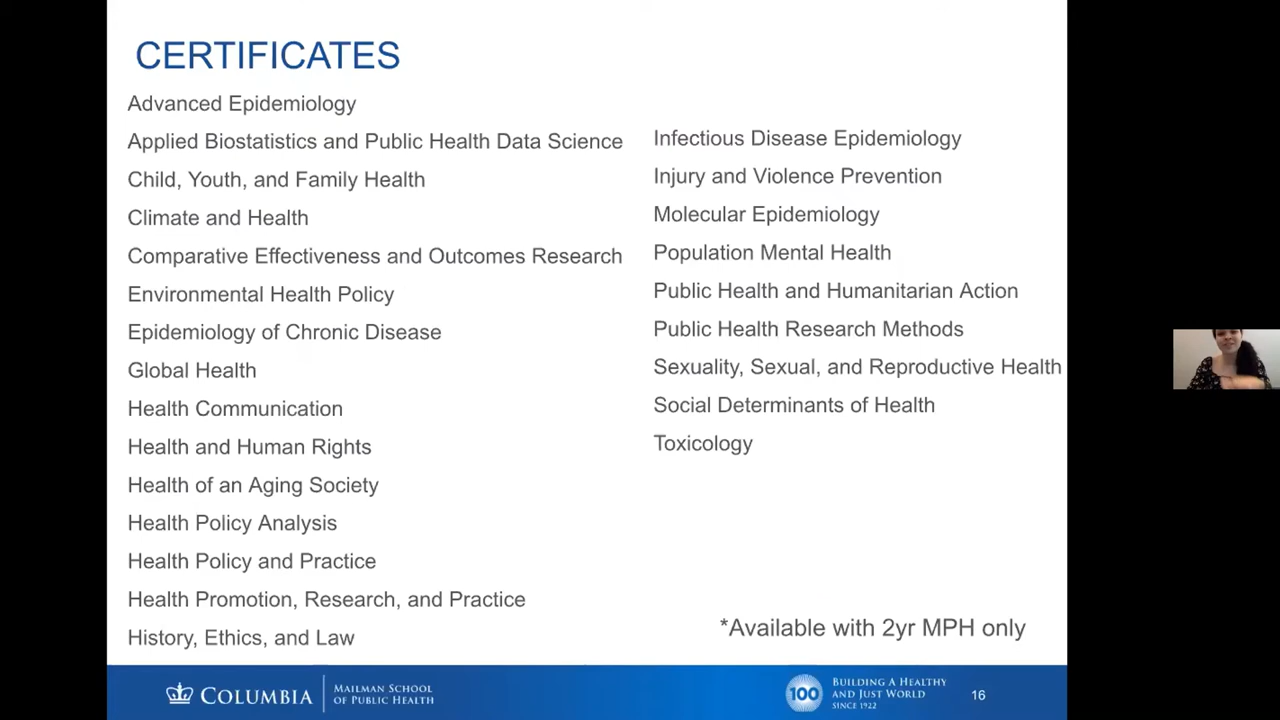 CERTIFICATES
Advanced Epidemiology
Applied Biostatistics and Public Health Data Science
Child, Youth, and Family Health
Climate and Health
Comparative Effectiveness and Outcomes Research
Environmental Health Policy
Epidemiology of Chronic Disease
Global Health
Health Communication
Health and Human Rights
Health of an Aging Society
Health Policy Analysis
Health Policy and Practice
Health Promotion, Research, and Practice
History, Ethics, and Law
Infectious Disease Epidemiology
Injury and Violence Prevention
Molecular Epidemiology
Population Mental Health
Public Health and Humanitarian Action
Public Health Research Methods
Sexuality, Sexual, and Reproductive Health
Social Determinants of Health
Toxicology
*Available with 2yr MPH only
COLUMBIA
MAILMAN SCHOOL
OF PUBLIC HEALTH
100
BUILDING A HEALTHY
AND JUST WORLD
SINCE 1922
16